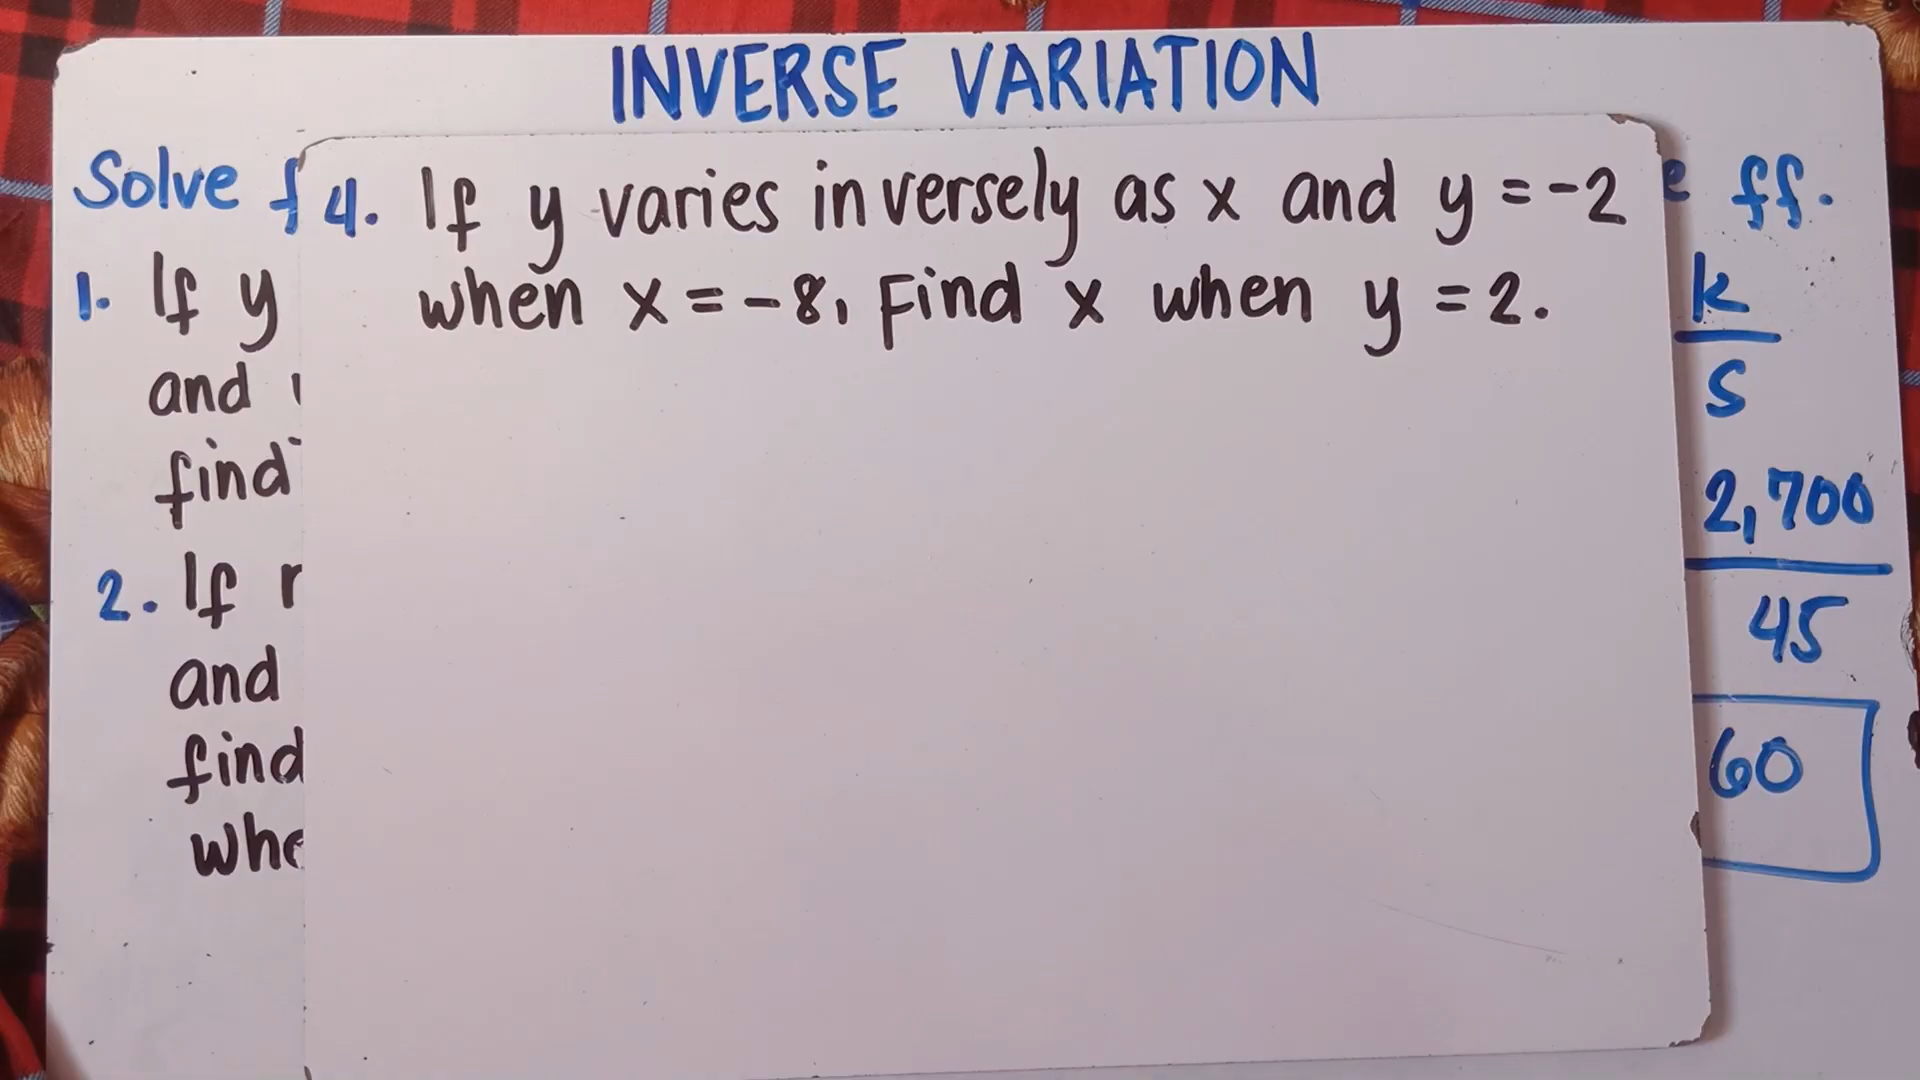 INVERSE VARIATION
Solve ff.
4. If y varies inversely as x and y = -2
when x = -8, Find x when y = 2.
1. If y
and
find
2. If r
and
find
k
s
2,700
45
60